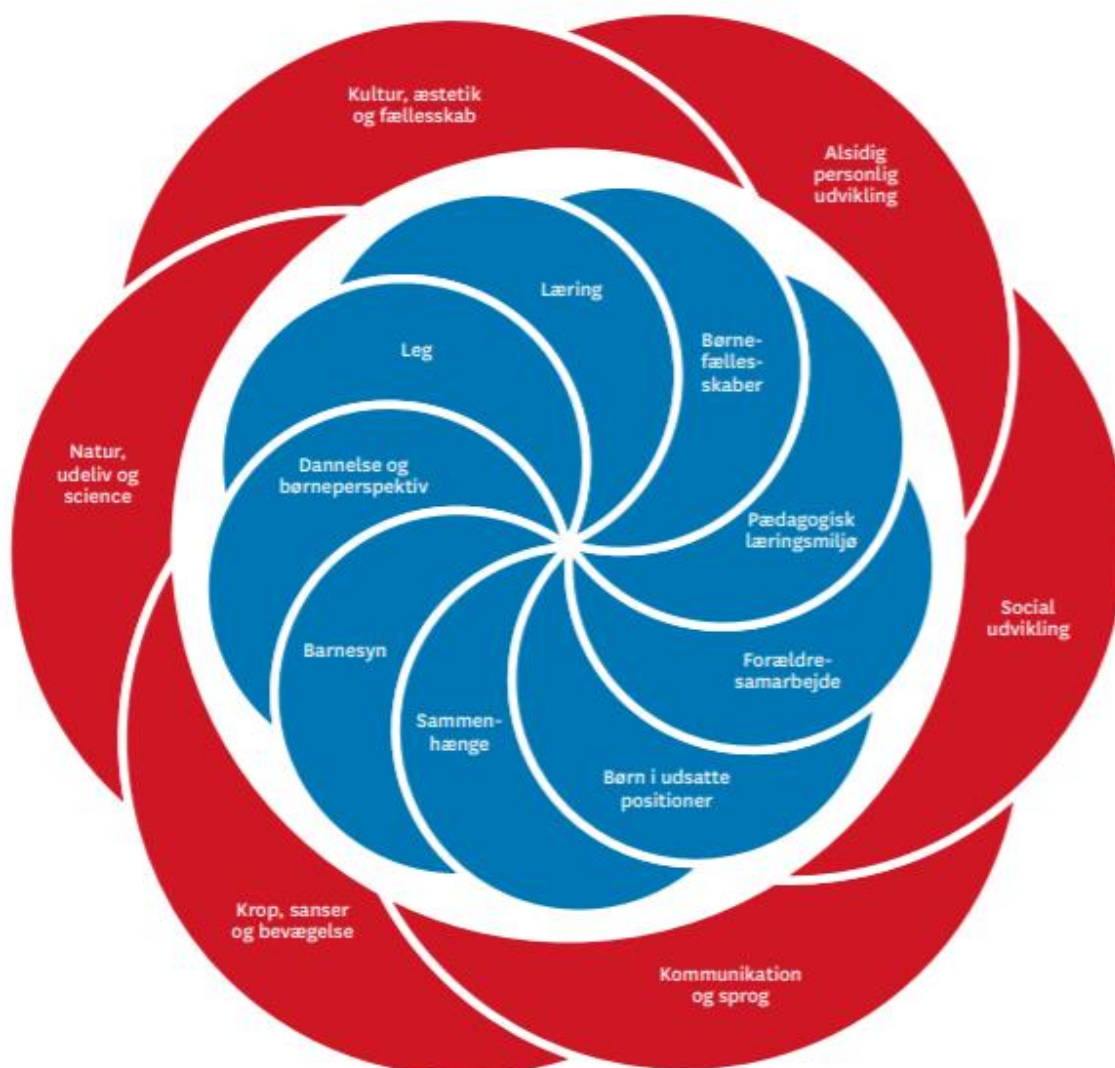 Kultur, æstetik
og fællesskab
Alsidig
personlig
udvikling
Læring
Leg
Børne-
fælles-
skaber
Natur,
udeliv og
science
Dannelse og
børneperspektiv
Pædagogisk
læringsmiljø
Social
udvikling
Barnesyn
Forældre-
samarbejde
Sammen-
hænge
Børn i udsatte
positioner
Krop, sanser
og bevægelse
Kommunikation
og sprog